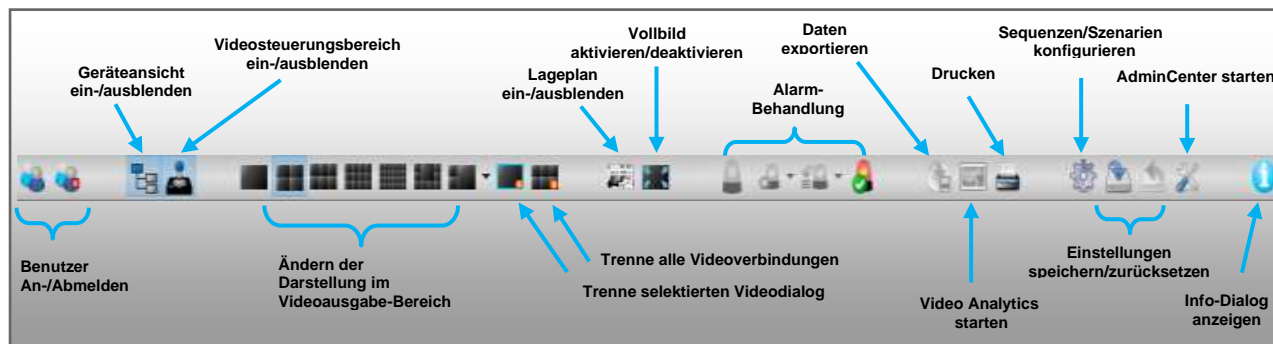 Vollbild
aktivieren/deaktivieren
Daten
exportieren
Sequenzen/Szenarien
konfigurieren
Videosteuerungsbereich
ein-/ausblenden
Geräteansicht
ein-/ausblenden
Lageplan
ein-/ausblenden
Drucken
AdminCenter starten
Alarm-
Behandlung
Benutzer
An-/Abmelden
Ändern der
Darstellung im
Videoausgabe-Bereich
Trenne alle Videoverbindungen
Trenne selektierten Videodialog
Einstellungen
speichern/zurücksetzen
Video Analytics
starten
Info-Dialog
anzeigen